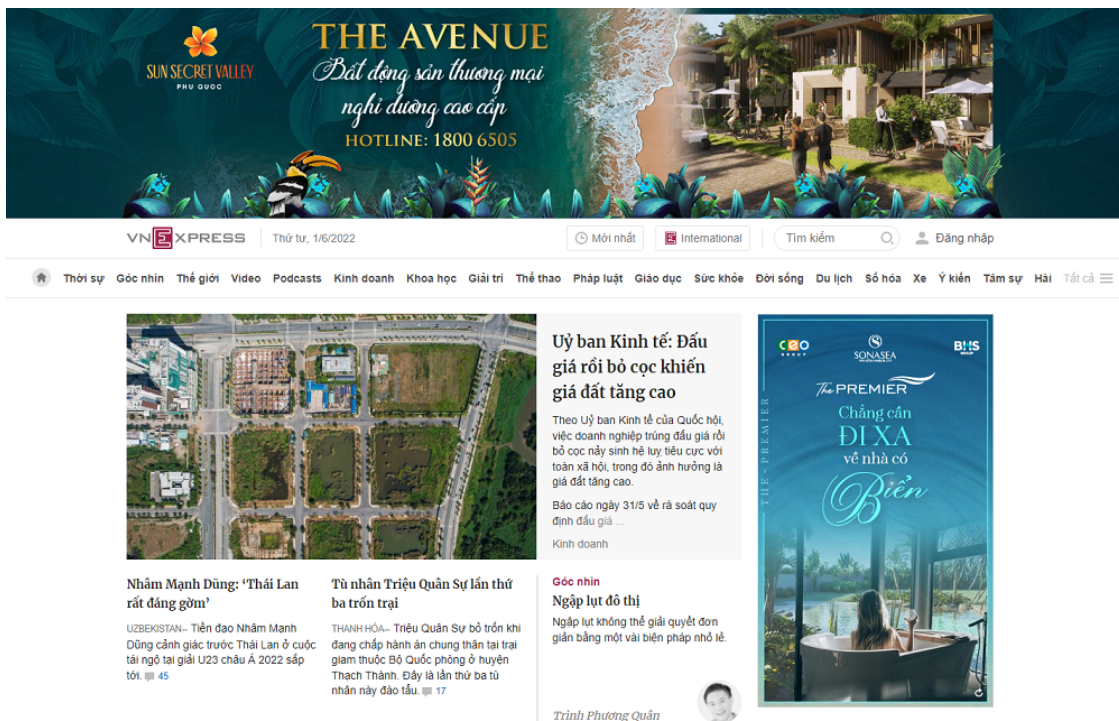 SUN SECRET VALLEY
PHU QUOC
THE AVENUE
Bất động sản thương mại
nghỉ dưỡng cao cấp
HOTLINE: 1800 6505
VNEXPRESS
Thứ tư, 1/6/2022
Mới nhất
E International
Tìm kiếm
Đăng nhập
Thời sự Góc nhìn Thế giới Video Podcasts Kinh doanh Khoa học Giải trí Thể thao Pháp luật Giáo dục Sức khỏe Đời sống Du lịch Số hóa Xe Ý kiến Tâm sự Hài Tất cả
Uỷ ban Kinh tế: Đấu
giá rồi bỏ cọc khiến
giá đất tăng cao
Theo Uỷ ban Kinh tế của Quốc hội,
việc doanh nghiệp trúng đấu giá rồi
bỏ cọc nảy sinh hệ luỵ tiêu cực với
toàn xã hội, trong đó ảnh hưởng là
giá đất tăng cao.
Báo cáo ngày 31/5 về rà soát quy
định đấu giá ...
Kinh doanh
Nhâm Mạnh Dũng: ‘Thái Lan
rất đáng gờm’
UZBEKISTAN– Tiền đạo Nhâm Mạnh
Dũng cảnh giác trước Thái Lan ở cuộc
tái ngộ tại giải U23 châu Á 2022 sắp
tới. 45
Tù nhân Triệu Quân Sự lần thứ
ba trốn trại
THANH HÓA– Triệu Quân Sự bỏ trốn khi
đang chấp hành án chung thân tại trại
giam thuộc Bộ Quốc phòng ở huyện
Thạch Thành. Đây là lần thứ ba tù
nhân này đào tẩu. 17
Góc nhìn
Ngập lụt đô thị
Ngập lụt không thể giải quyết đơn
giản bằng một vài biện pháp nhỏ lẻ.
Trịnh Phương Quân
CEO
GROUP
SONASEA
BHS
GROUP
The PREMIER
THE - PREMIER
Chẳng cần
ĐI XA
về nhà có
Biển